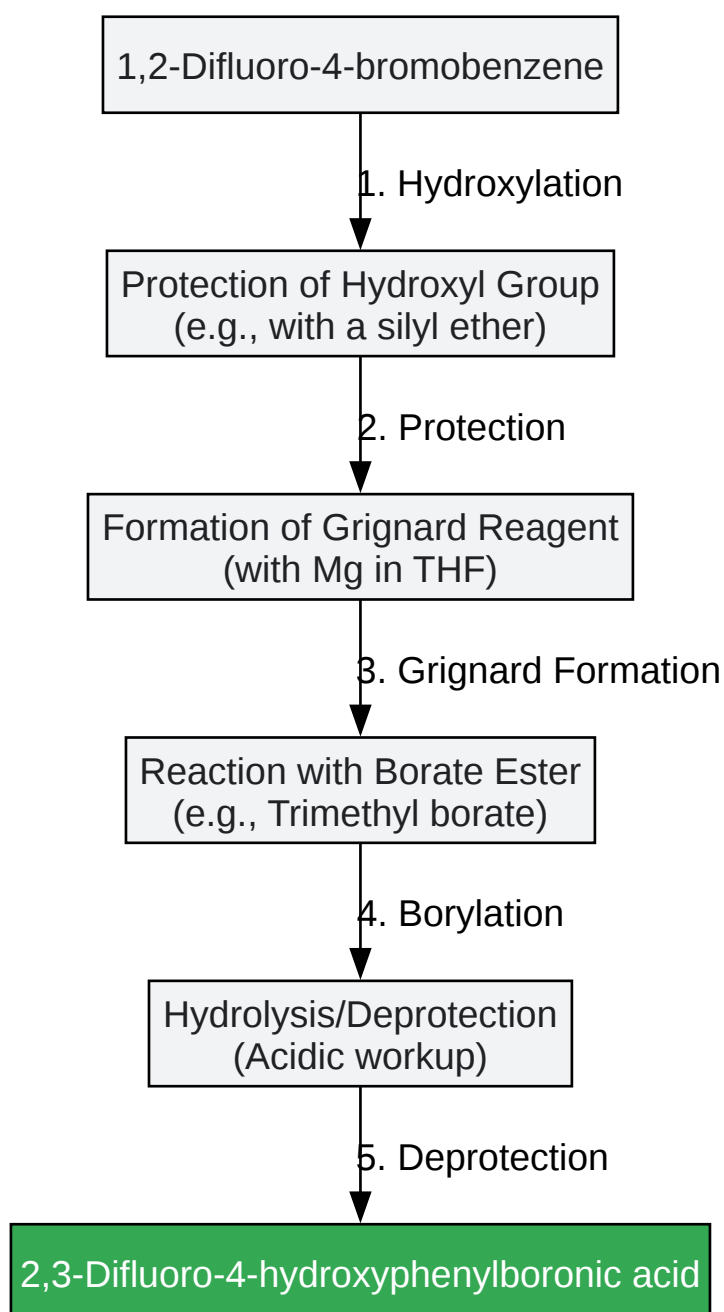 1,2-Difluoro-4-bromobenzene
1. Hydroxylation
Protection of Hydroxyl Group
(e.g., with a silyl ether)
2. Protection
Formation of Grignard Reagent
(with Mg in THF)
3. Grignard Formation
Reaction with Borate Ester
(e.g., Trimethyl borate)
4. Borylation
Hydrolysis/Deprotection
(Acidic workup)
5. Deprotection
2,3-Difluoro-4-hydroxyphenylboronic acid